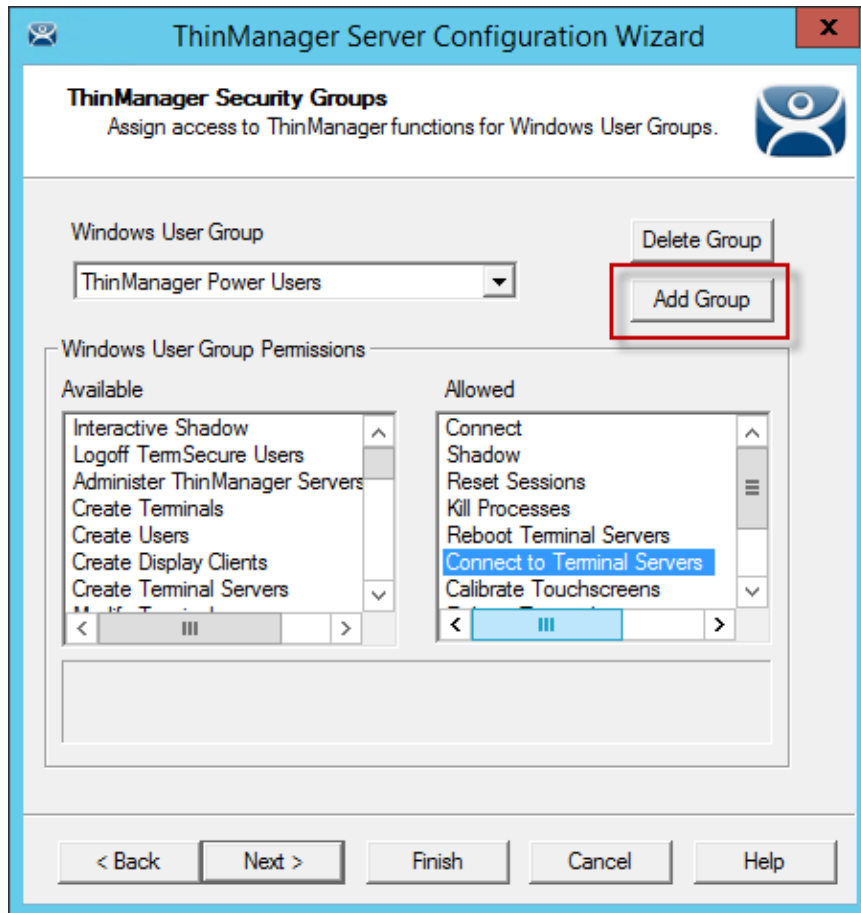 ThinManager Server Configuration Wizard
x
ThinManager Security Groups
Assign access to ThinManager functions for Windows User Groups.
Windows User Group
Delete Group
ThinManager Power Users
Add Group
Windows User Group Permissions
Available
Allowed
Interactive Shadow
Logoff TermSecure Users
Administer ThinManager Servers
Create Terminals
Create Users
Create Display Clients
Create Terminal Servers
Connect
Shadow
Reset Sessions
Kill Processes
Reboot Terminal Servers
Connect to Terminal Servers
Calibrate Touchscreens
< Back
Next >
Finish
Cancel
Help